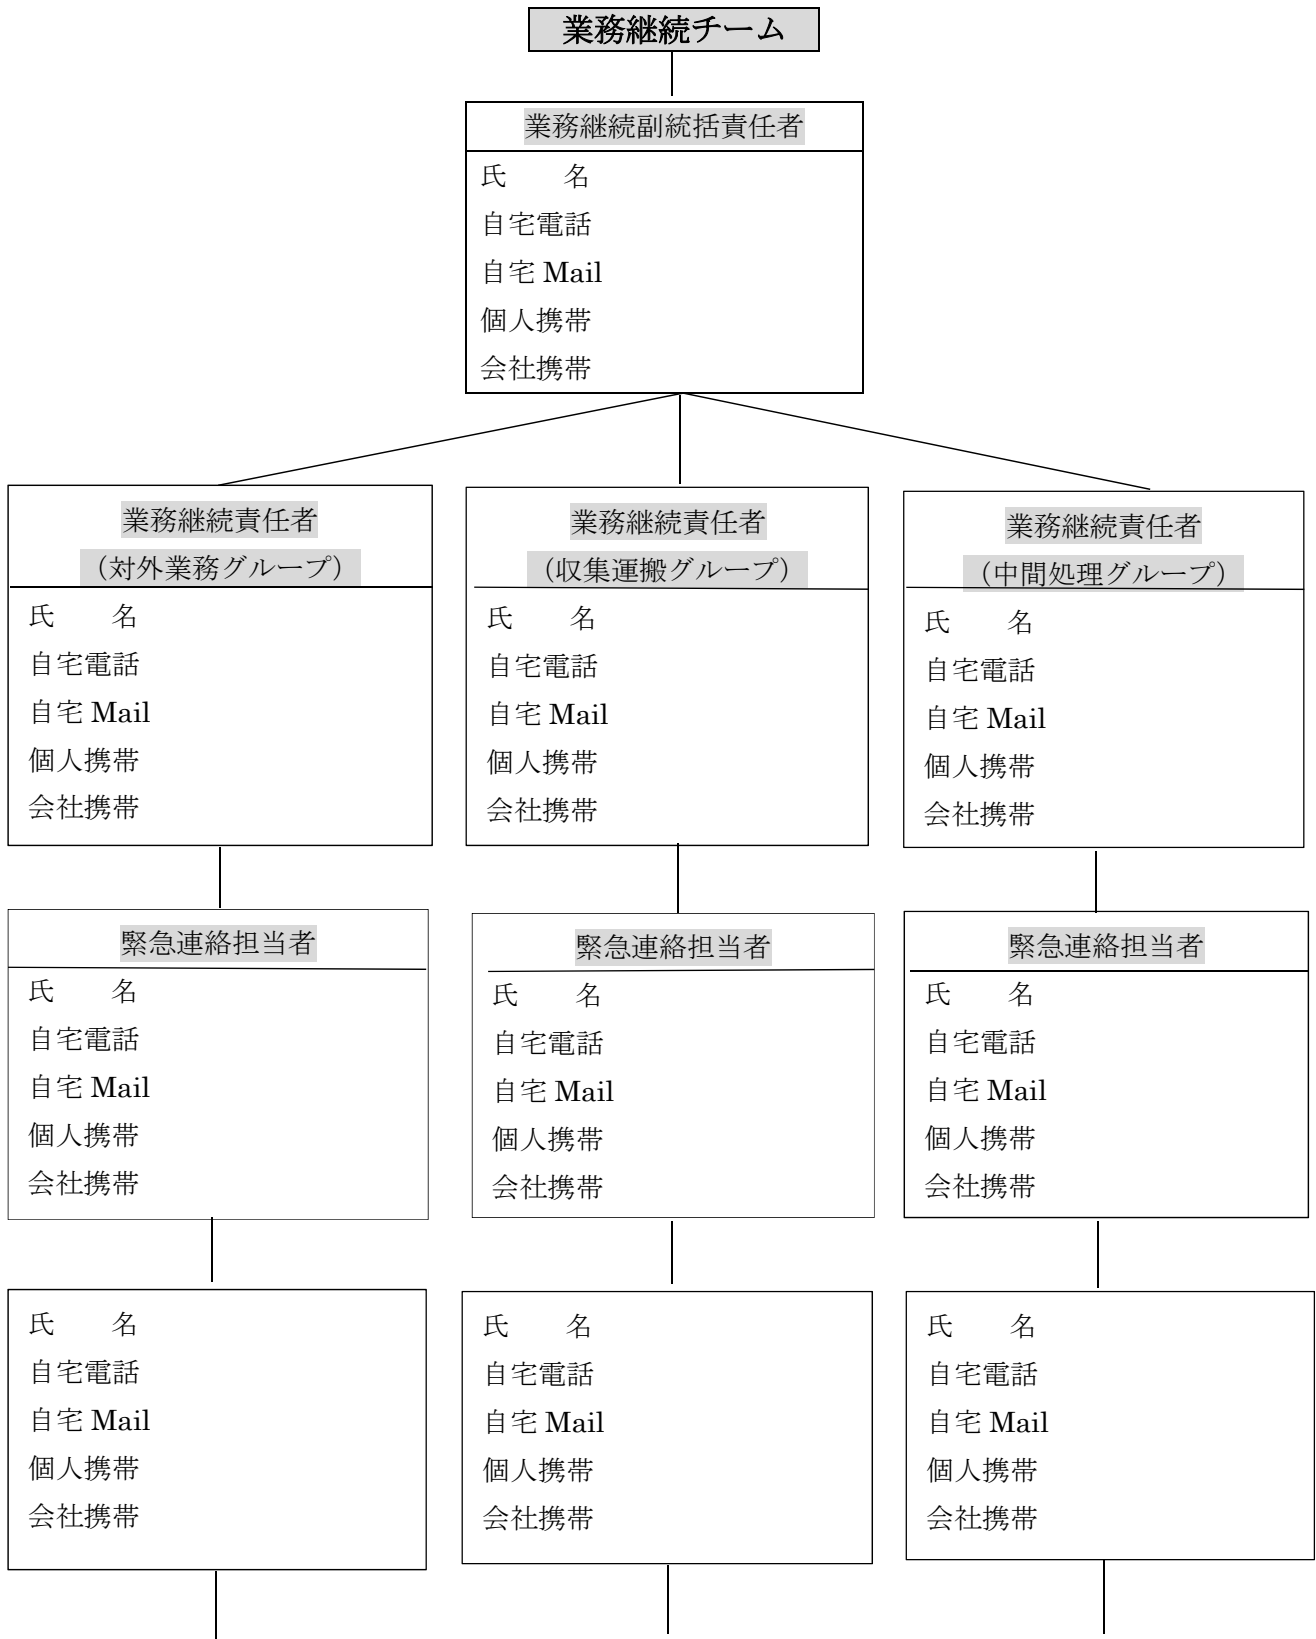 業務継続チーム
業務継続副統括責任者
氏　　名
自宅電話
自宅 Mail
個人携帯
会社携帯
業務継続責任者
（対外業務グループ）
氏　　名
自宅電話
自宅 Mail
個人携帯
会社携帯
業務継続責任者
（収集運搬グループ）
氏　　名
自宅電話
自宅 Mail
個人携帯
会社携帯
業務継続責任者
（中間処理グループ）
氏　　名
自宅電話
自宅 Mail
個人携帯
会社携帯
緊急連絡担当者
氏　　名
自宅電話
自宅 Mail
個人携帯
会社携帯
緊急連絡担当者
氏　　名
自宅電話
自宅 Mail
個人携帯
会社携帯
緊急連絡担当者
氏　　名
自宅電話
自宅 Mail
個人携帯
会社携帯
氏　　名
自宅電話
自宅 Mail
個人携帯
会社携帯
氏　　名
自宅電話
自宅 Mail
個人携帯
会社携帯
氏　　名
自宅電話
自宅 Mail
個人携帯
会社携帯